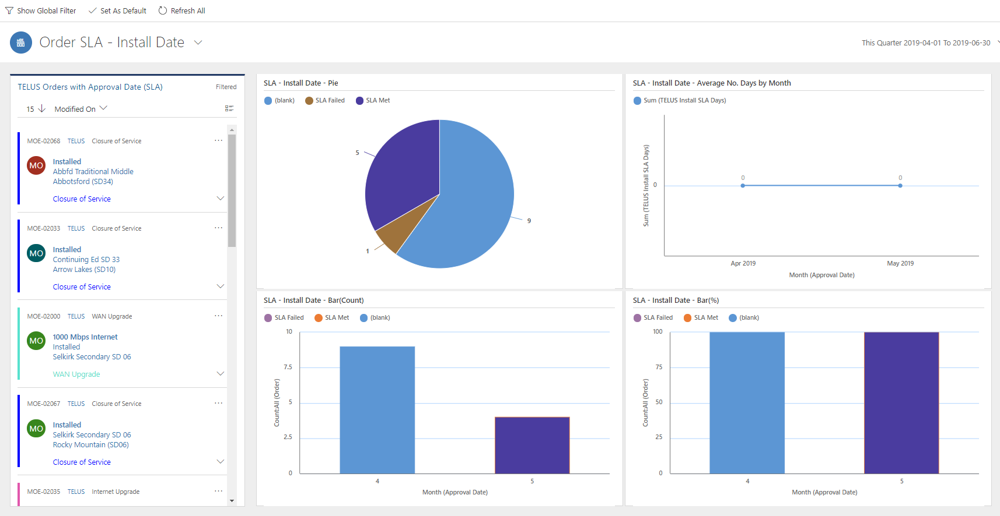 Show Global Filter Set As Default Refresh All
Order SLA - Install Date
This Quarter 2019-04-01 To 2019-06-30
TELUS Orders with Approval Date (SLA) Filtered
15 Modified On
MOE-02068 TELUS Closure of Service ...
MO
Installed
Abbfd Traditional Middle
Abbotsford (SD34)
Closure of Service
MOE-02033 TELUS Closure of Service ...
MO
Installed
Continuing Ed SD 33
Arrow Lakes (SD10)
Closure of Service
MOE-02000 TELUS WAN Upgrade ...
MO
1000 Mbps Internet
Installed
Selkirk Secondary SD 06
WAN Upgrade
MOE-02067 TELUS Closure of Service ...
MO
Installed
Selkirk Secondary SD 06
Rocky Mountain (SD06)
Closure of Service
MOE-02035 TELUS Internet Upgrade ...
SLA - Install Date - Pie
(blank) SLA Failed SLA Met
5
9
1
SLA - Install Date - Average No. Days by Month
Sum (TELUS Install SLA Days)
Sum (TELUS Install SLA Days)
0
0 0
Apr 2019 May 2019
Month (Approval Date)
SLA - Install Date - Bar(Count)
SLA Failed SLA Met (blank)
Count:All (Order)
10
7.5
5
2.5
0
4 5
Month (Approval Date)
SLA - Install Date - Bar(%)
SLA Failed SLA Met (blank)
Count:All (Order)
100
75
50
25
0
4 5
Month (Approval Date)